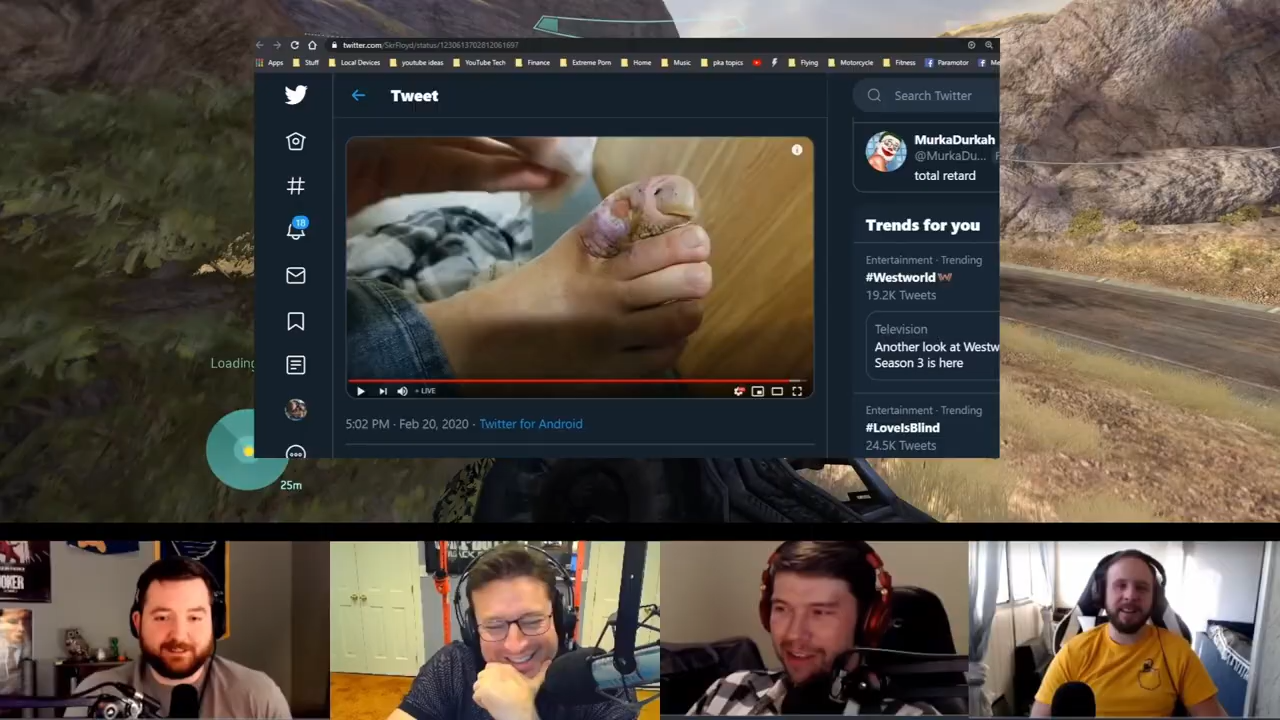 twitter.com/SkrFloyd/status/1230613702812061697
Apps Stuff Local Devices youtube ideas YouTube Tech Finance Extreme Porn Home Music pka topics Flying Motorcycle Fitness Paramotor Me
Tweet
Search Twitter
MurkaDurkah
@MurkaDu...
total retard
18
Trends for you
Entertainment · Trending
#Westworld
19.2K Tweets
Television
Another look at Westw
Season 3 is here
Loading
LIVE
5:02 PM · Feb 20, 2020 · Twitter for Android
Entertainment · Trending
#LoveIsBlind
24.5K Tweets
25m
OKER